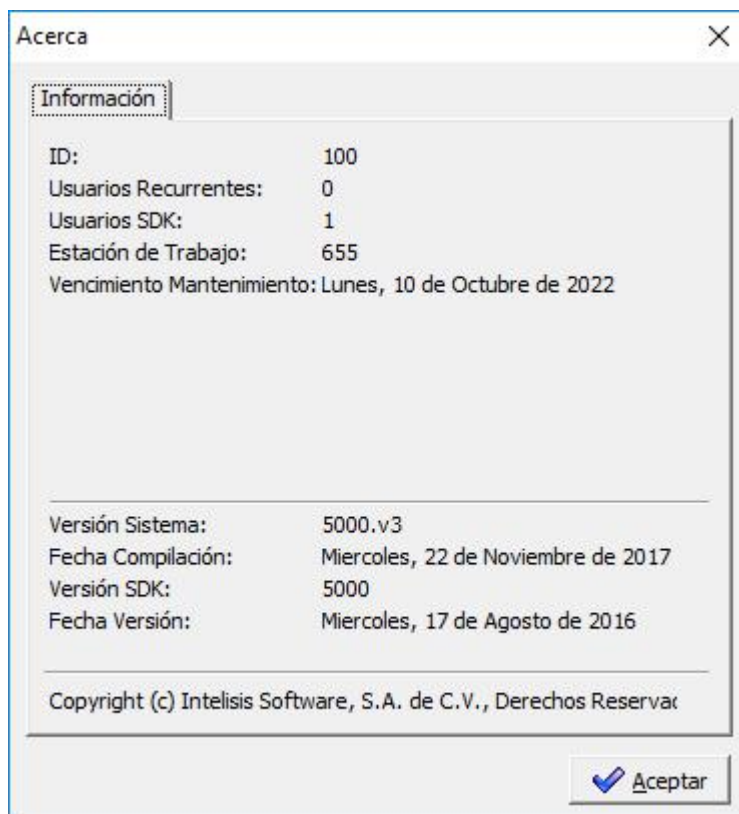 Acerca
Información
ID: 100
Usuarios Recurrentes: 0
Usuarios SDK: 1
Estación de Trabajo: 655
Vencimiento Mantenimiento: Lunes, 10 de Octubre de 2022
Versión Sistema: 5000.v3
Fecha Compilación: Miercoles, 22 de Noviembre de 2017
Versión SDK: 5000
Fecha Versión: Miercoles, 17 de Agosto de 2016
Copyright (c) Intelisis Software, S.A. de C.V., Derechos Reservac
Aceptar